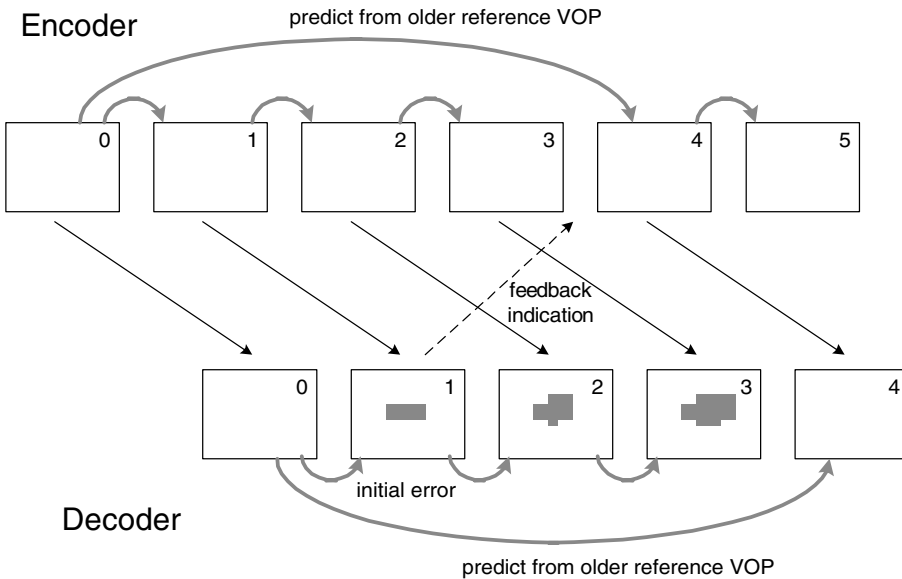 predict from older reference VOP
Encoder
0
1
2
3
4
5
feedback
indication
0
1
2
3
4
initial error
Decoder
predict from older reference VOP